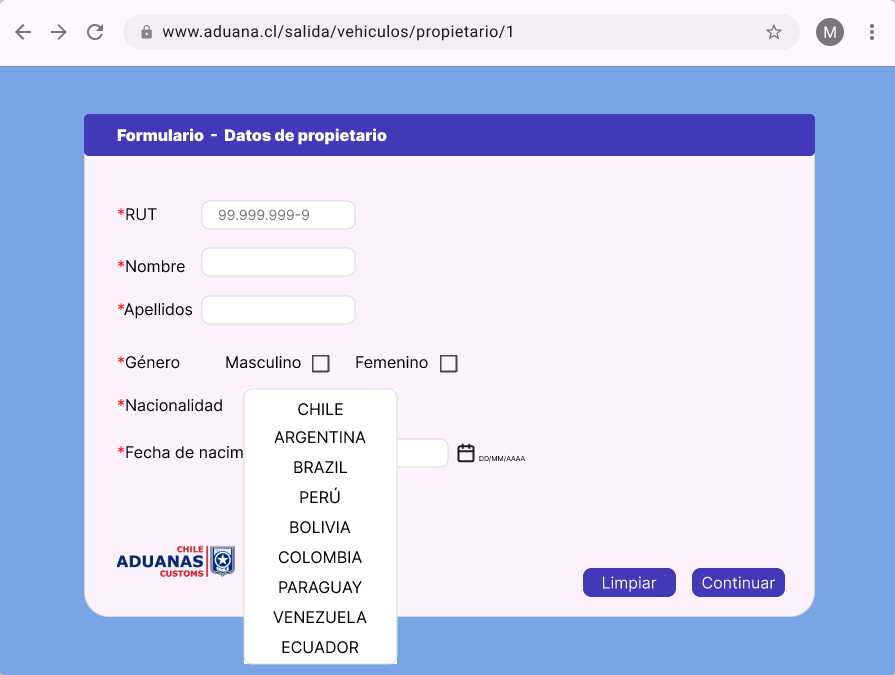 www.aduana.cl/salida/vehiculos/propietario/1
M
Formulario - Datos de propietario
*RUT 99.999.999-9
*Nombre
*Apellidos
*Género Masculino Femenino
*Nacionalidad
CHILE
ARGENTINA
*Fecha de nacim DD/MM/AAAA
BRAZIL
PERÚ
BOLIVIA
COLOMBIA
PARAGUAY
VENEZUELA
ECUADOR
CHILE
ADUANAS
CUSTOMS
Limpiar Continuar